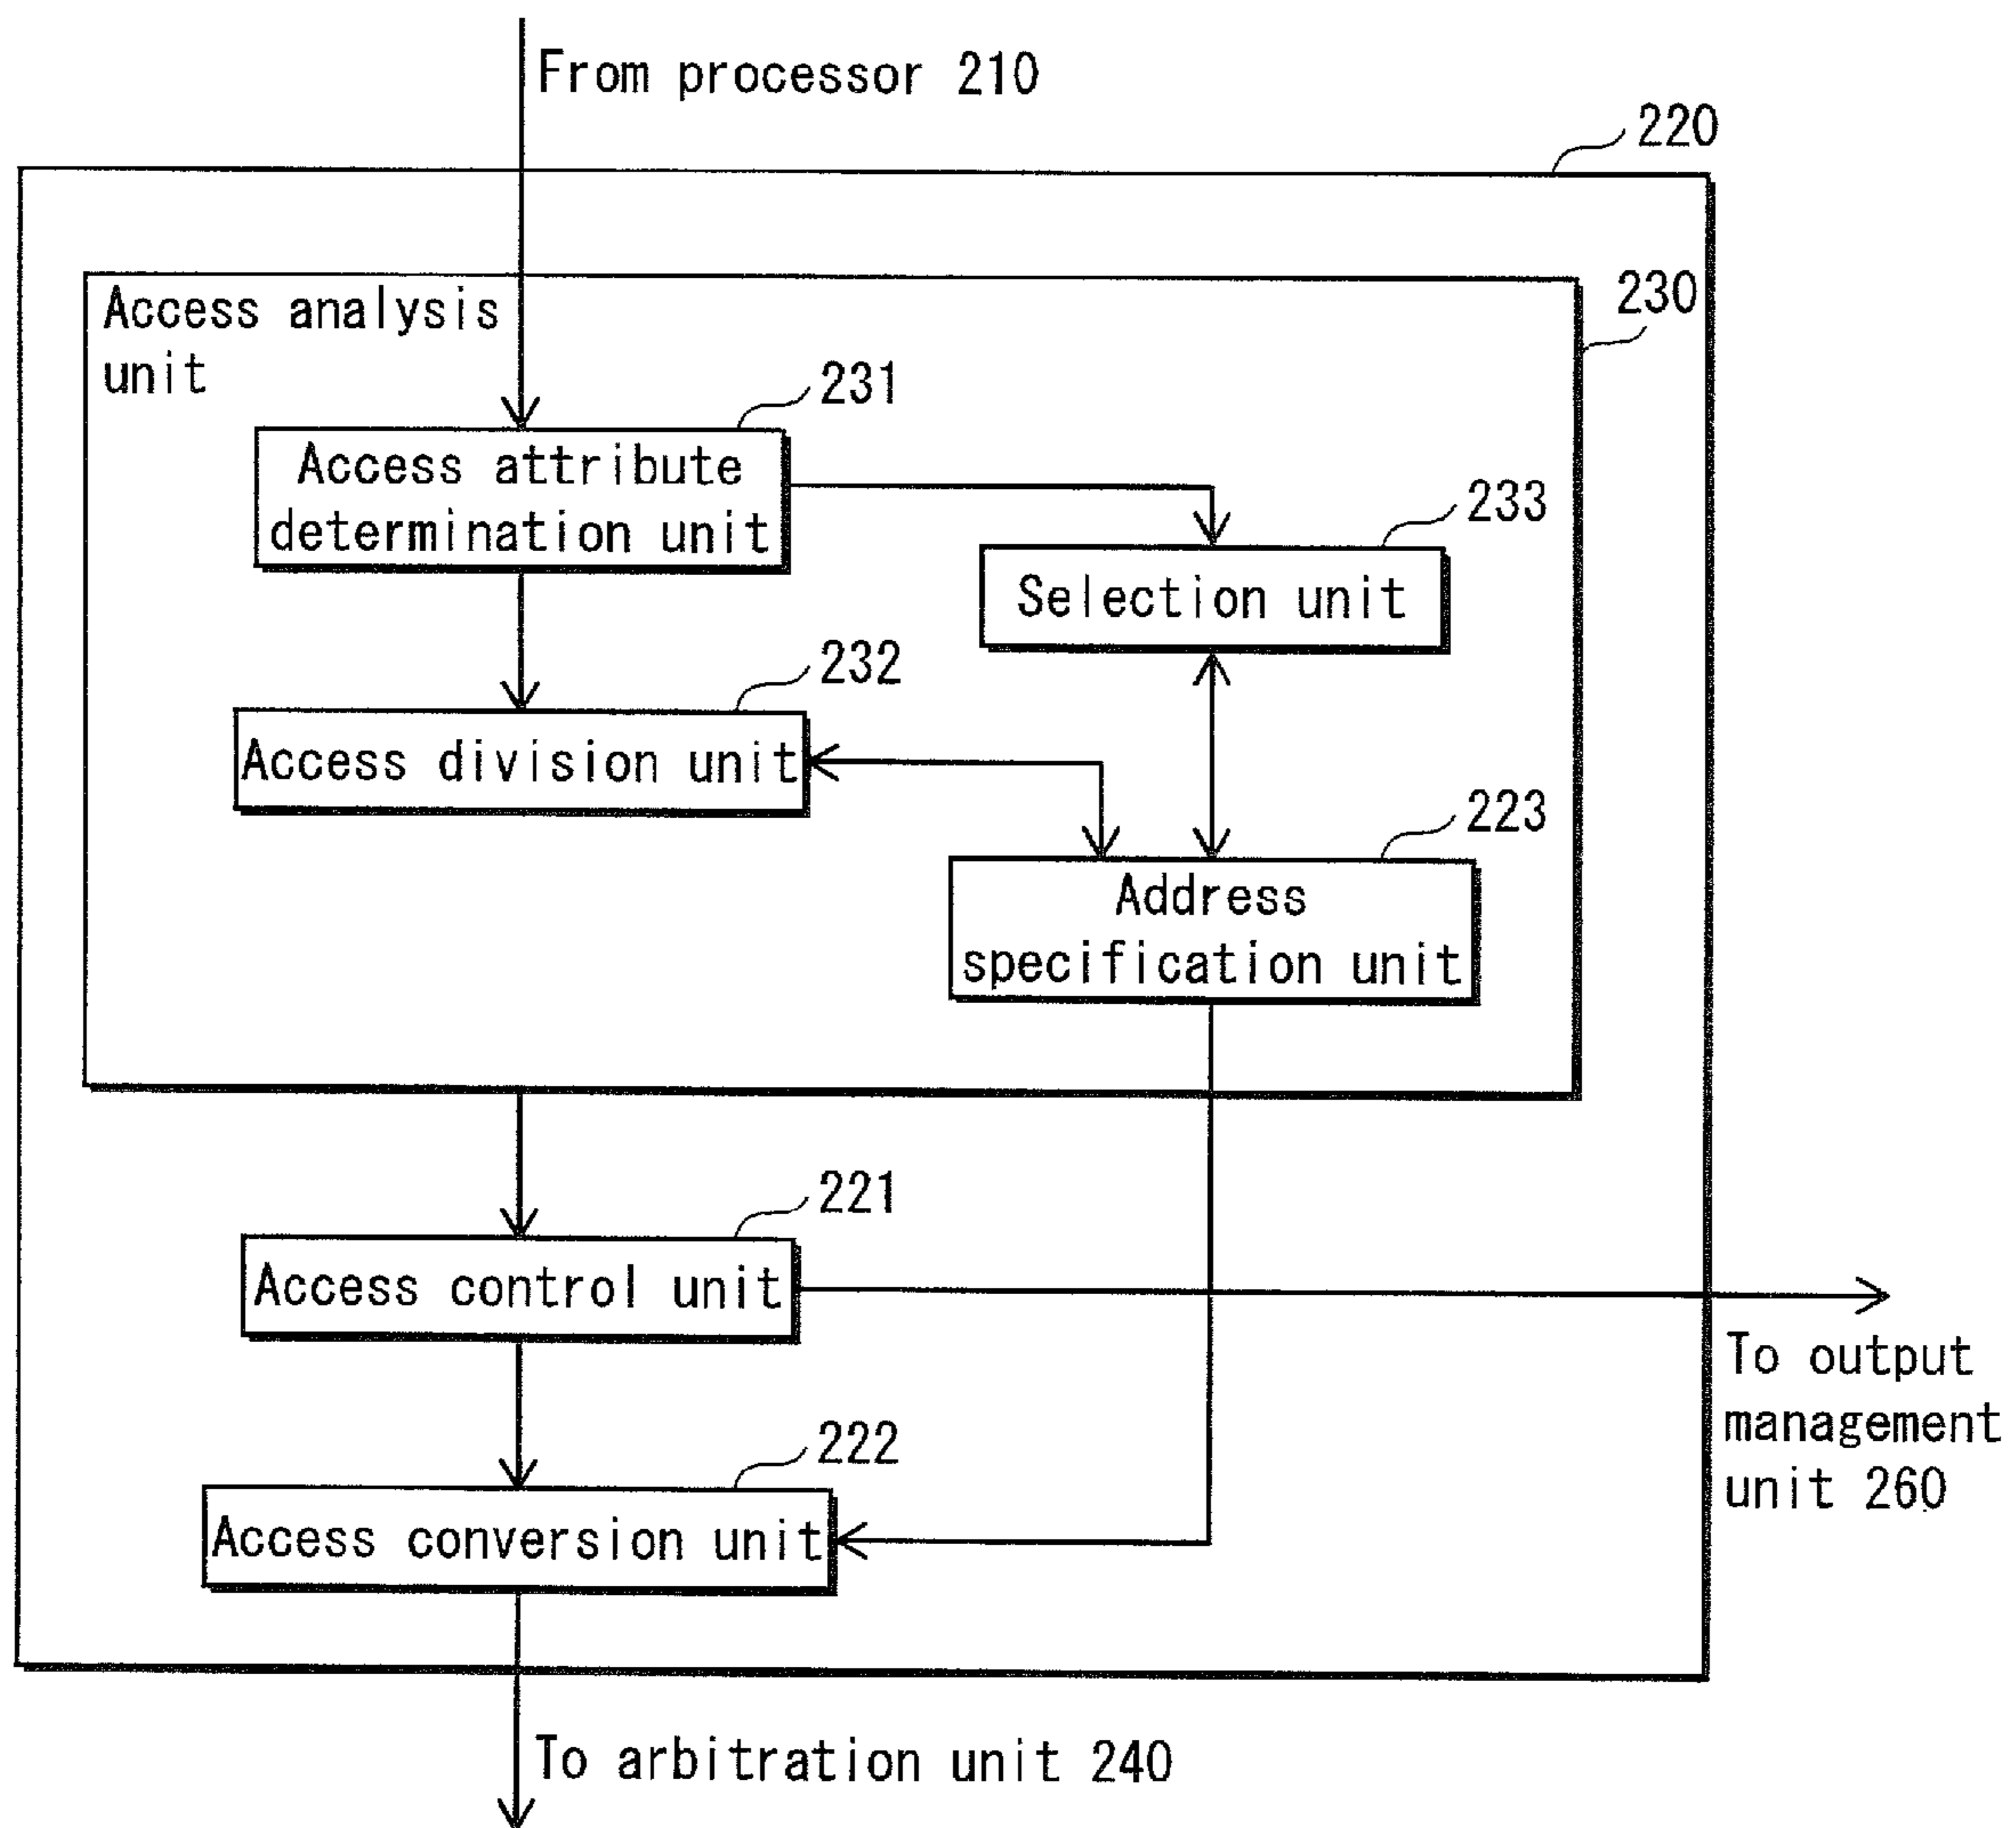 From processor 210
220
230
Access analysis
unit
231
Access attribute
determination unit
233
Selection unit
232
Access division unit
223
Address
specification unit
221
Access control unit
To output
management
unit 260
222
Access conversion unit
To arbitration unit 240